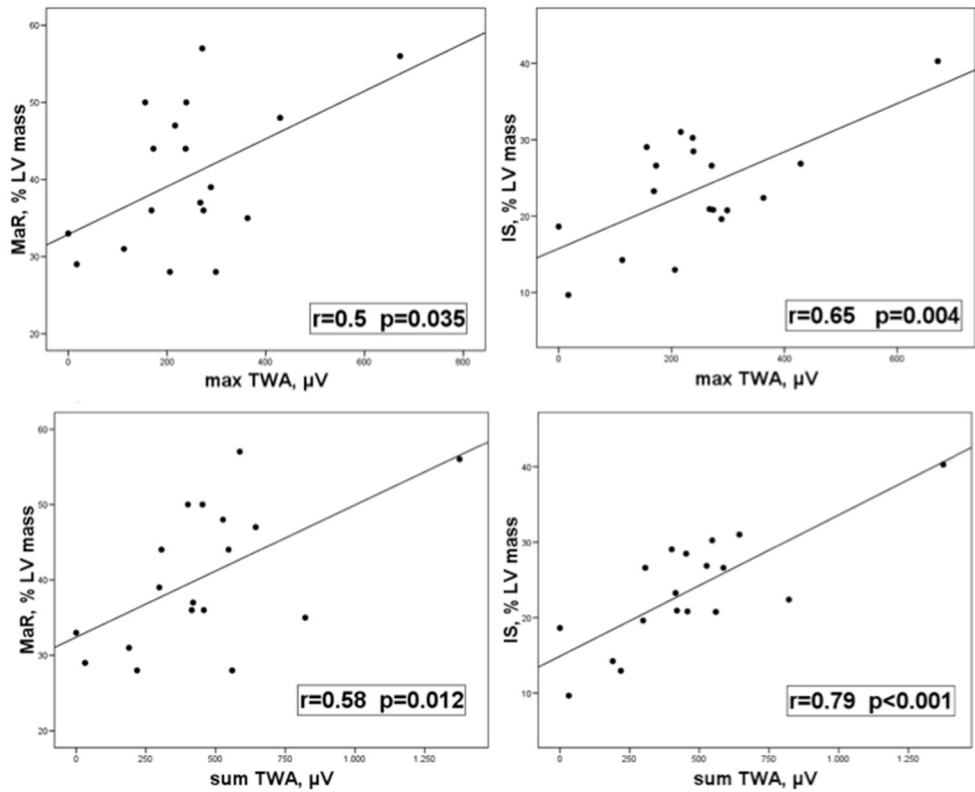 60
50
40
30
20
MaR, % LV mass
r=0.5 p=0.035
0 200 400 600 800
max TWA, µV
40
30
20
10
IS, % LV mass
r=0.65 p=0.004
0 200 400 600
max TWA, µV
60
50
40
30
20
MaR, % LV mass
r=0.58 p=0.012
0 250 500 750 1.000 1.250
sum TWA, µV
40
30
20
10
IS, % LV mass
r=0.79 p<0.001
0 250 500 750 1.000 1.250
sum TWA, µV